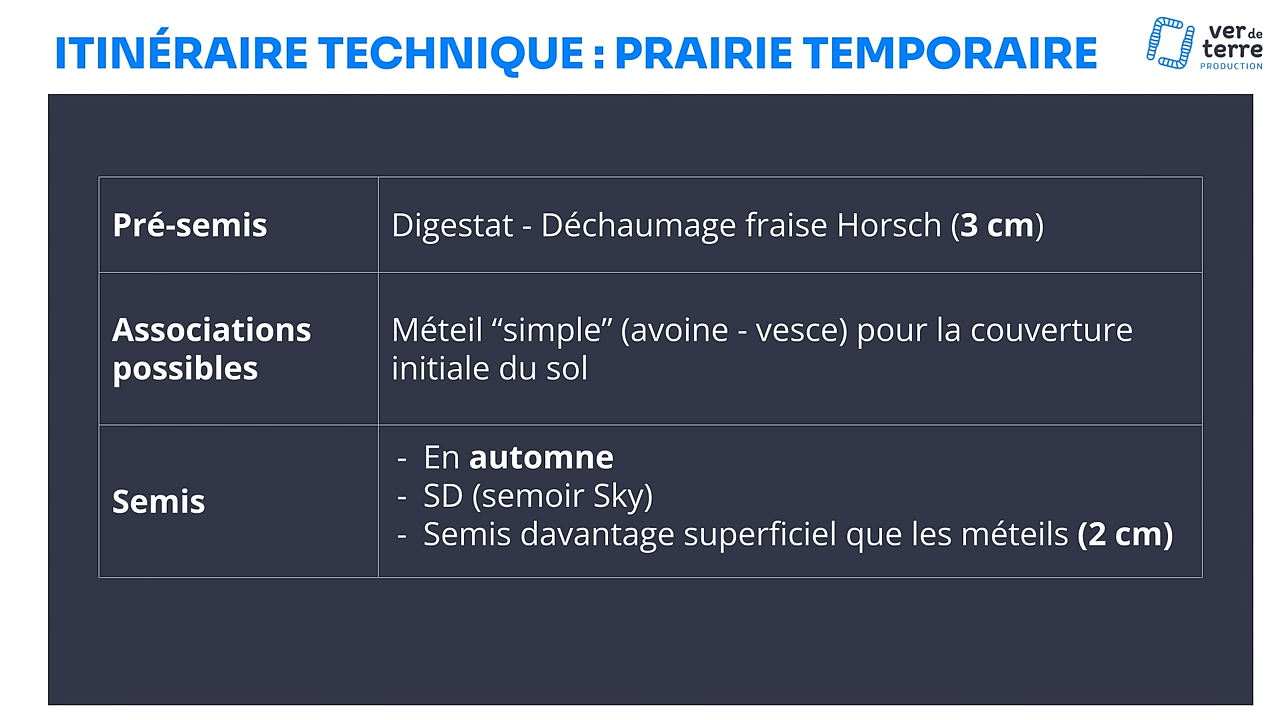 ITINÉRAIRE TECHNIQUE : PRAIRIE TEMPORAIRE
ver de
terre
PRODUCTION
Pré-semis
Digestat - Déchaumage fraise Horsch (3 cm)
Associations
possibles
Méteil “simple” (avoine - vesce) pour la couverture
initiale du sol
Semis
- En automne
- SD (semoir Sky)
- Semis davantage superficiel que les méteils (2 cm)